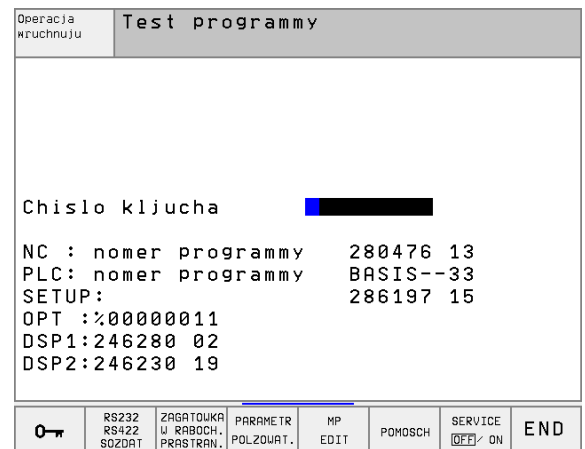 Operacja
wruchnuju
Test programmy
Chislo kljucha
NC : nomer programmy 280476 13
PLC: nomer programmy BASIS--33
SETUP: 286197 15
OPT :%00000011
DSP1:246280 02
DSP2:246230 19
RS232
RS422
SOZDAT
ZAGATOWKA
W RABOCH.
PRASTRAN.
PARAMETR
POLZOWAT.
MP
EDIT
POMOSCH
SERVICE
OFF/ ON
END